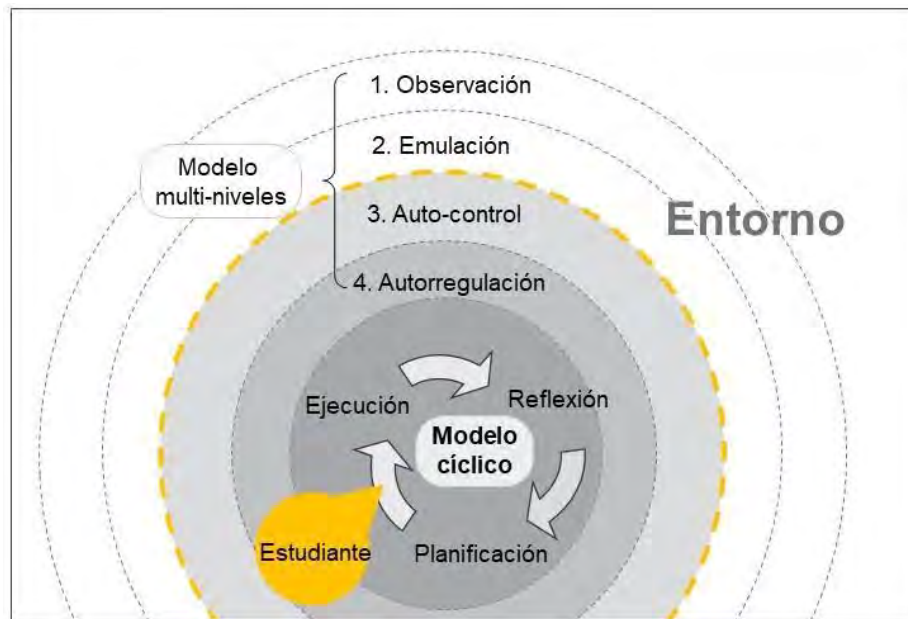 1. Observación
2. Emulación
Modelo
multi-niveles
3. Auto-control
Entorno
4. Autorregulación
Ejecución
Reflexión
Modelo
cíclico
Estudiante
Planificación